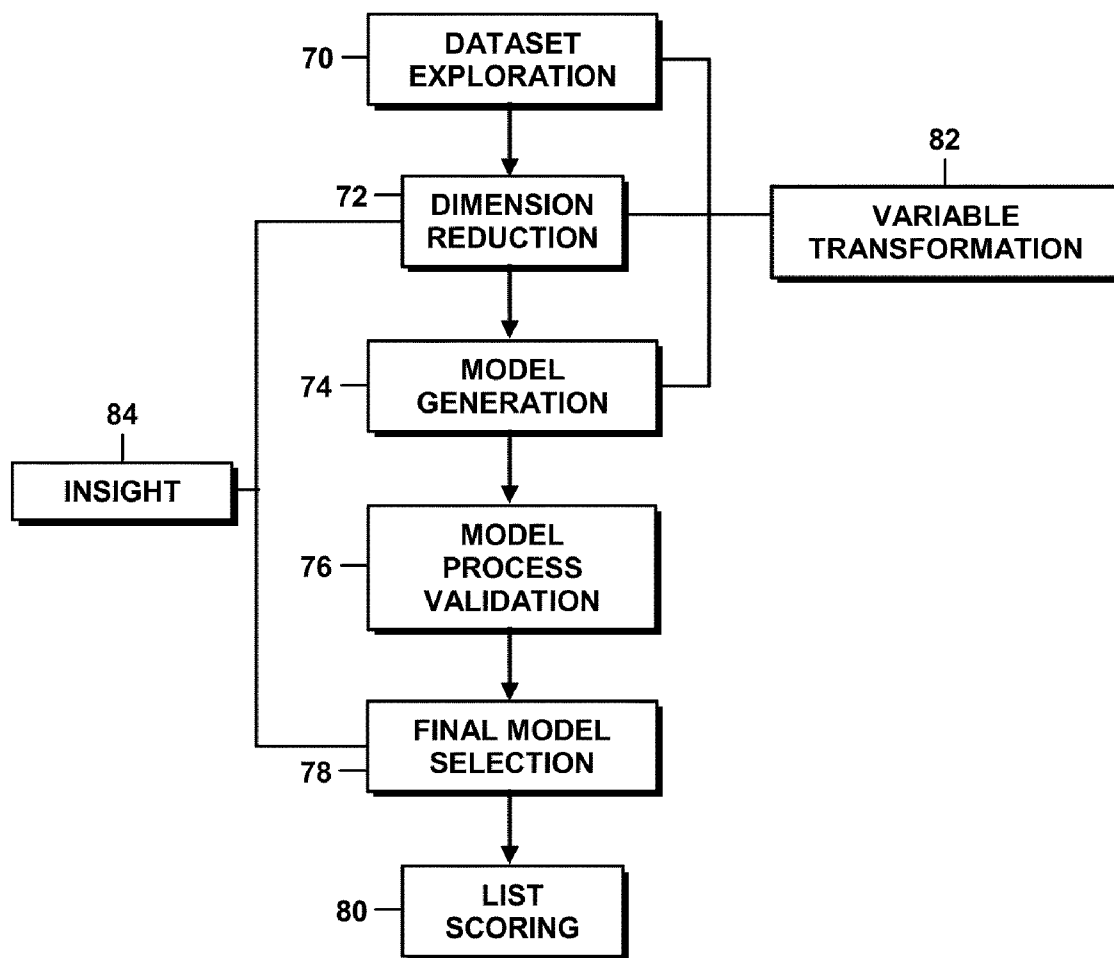 70
DATASET
EXPLORATION
82
72
DIMENSION
REDUCTION
VARIABLE
TRANSFORMATION
74
MODEL
GENERATION
84
INSIGHT
76
MODEL
PROCESS
VALIDATION
78
FINAL MODEL
SELECTION
80
LIST
SCORING